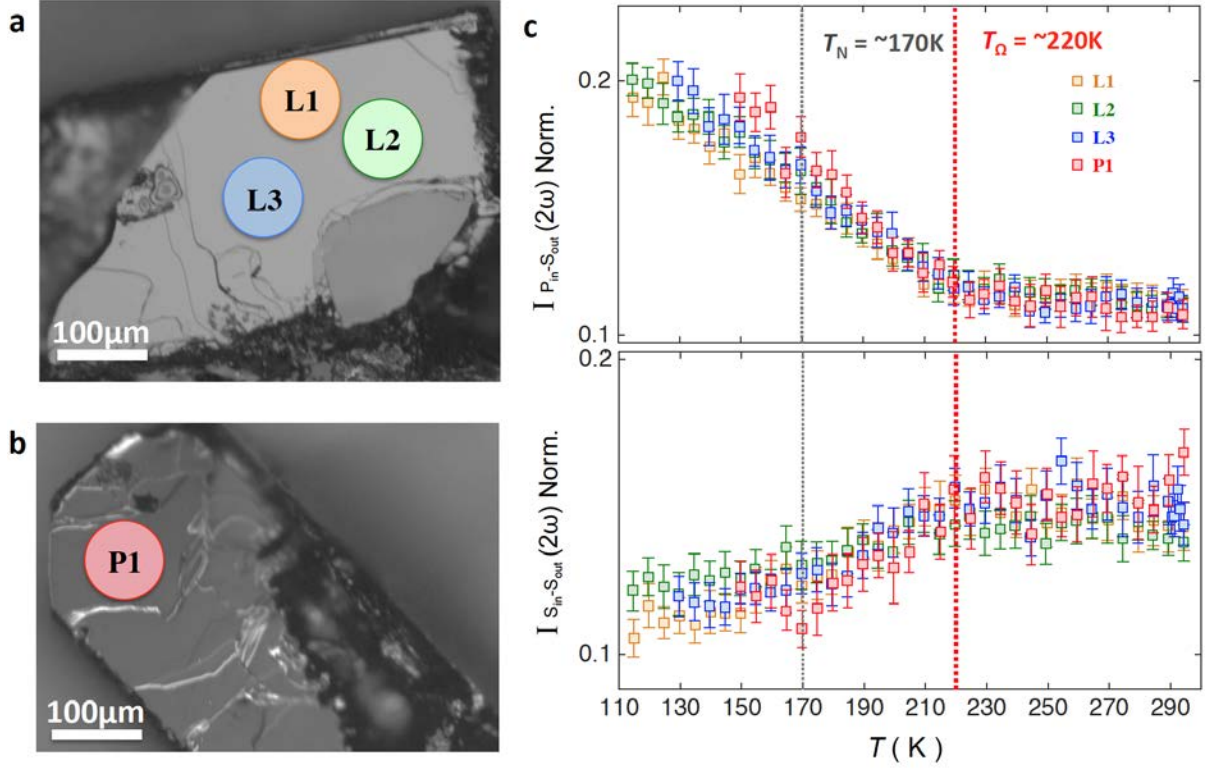 a
L1
L2
L3
100μm
b
P1
100μm
c
I P_in-S_out (2ω) Norm.
0.2
0.1
T_N = ~170K
T_Ω = ~220K
L1
L2
L3
P1
I S_in-S_out (2ω) Norm.
0.2
0.1
110 130 150 170 190 210 230 250 270 290
T ( K )